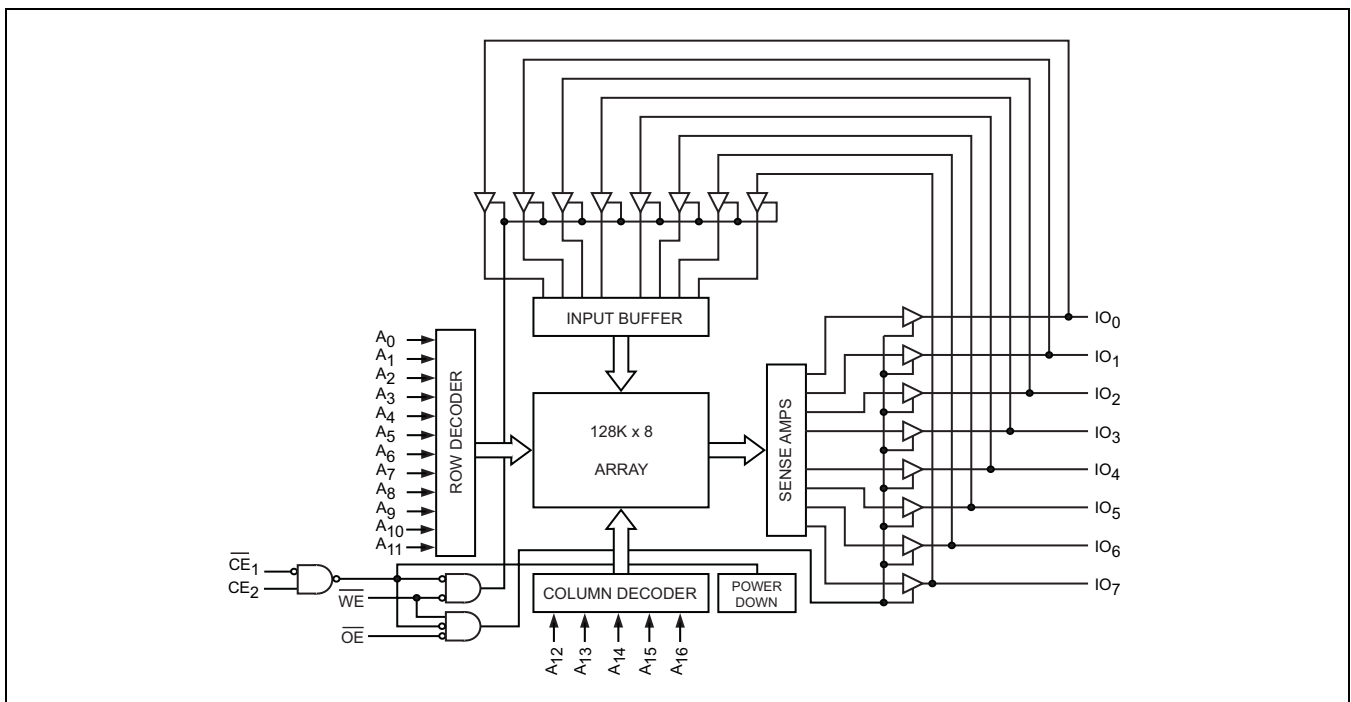 INPUT BUFFER
A0
A1
A2
A3
A4
A5
A6
A7
A8
A9
A10
A11
ROW DECODER
128K x 8
ARRAY
SENSE AMPS
IO0
IO1
IO2
IO3
IO4
IO5
IO6
IO7
CE1
CE2
WE
OE
COLUMN DECODER
POWER
DOWN
A12
A13
A14
A15
A16